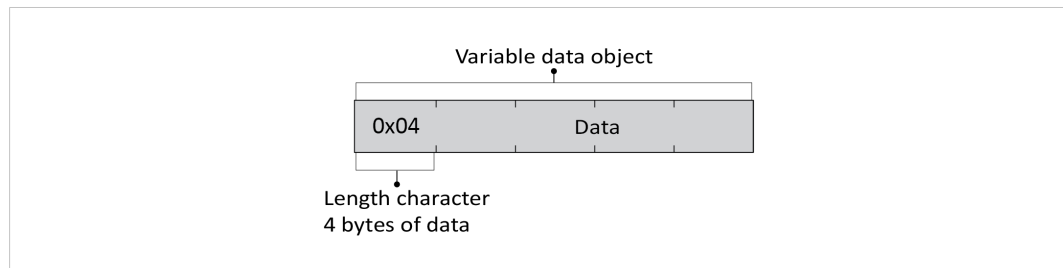 Variable data object
0x04 Data
Length character
4 bytes of data